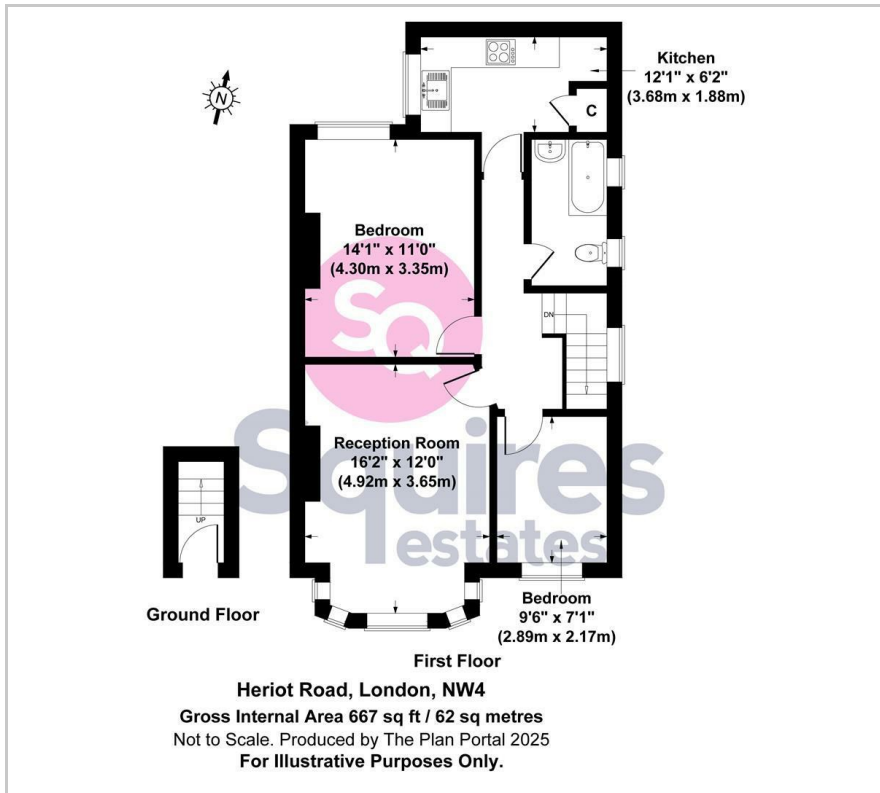 N
Kitchen
12'1" x 6'2"
(3.68m x 1.88m)
C
Bedroom
14'1" x 11'0"
(4.30m x 3.35m)
SQ
DN
Reception Room
16'2" x 12'0"
(4.92m x 3.65m)
Squires
estates
UP
Ground Floor
Bedroom
9'6" x 7'1"
(2.89m x 2.17m)
First Floor
Heriot Road, London, NW4
Gross Internal Area 667 sq ft / 62 sq metres
Not to Scale. Produced by The Plan Portal 2025
For Illustrative Purposes Only.